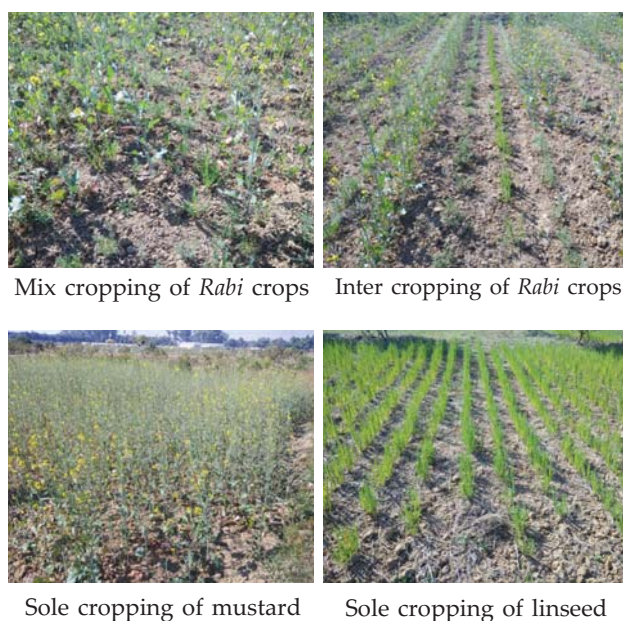 Mix cropping of Rabi crops
Inter cropping of Rabi crops
Sole cropping of mustard
Sole cropping of linseed